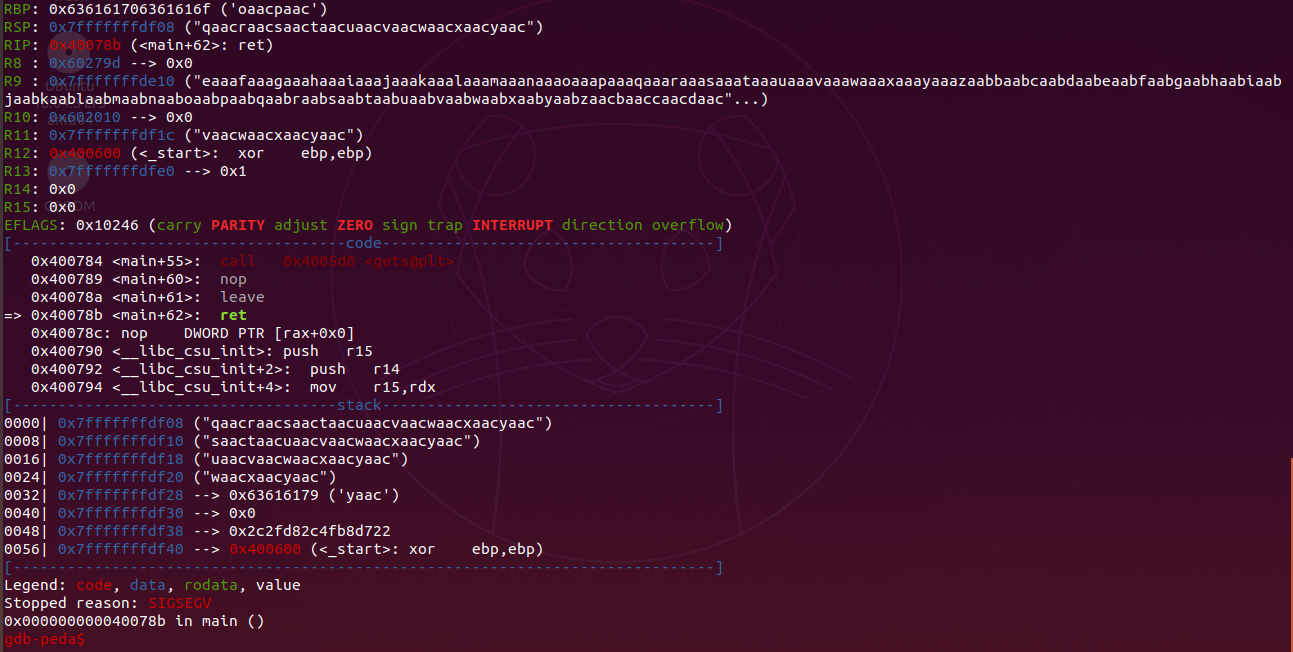 RBP: 0x636161706361616f ('oaacpaac')
RSP: 0x7fffffffdf08 ("qaacraacsaactaacuaacvaacwaacxaacyaac")
RIP: 0x40078b (<main+62>: ret)
R8 : 0x60279d --> 0x0
R9 : 0x7fffffffde10 ("eaaafaaagaaahaaaiaaajaaakaaalaaamaaanaaaoaaapaaaqaaaraaasaaataaauaaavaaawaaaxaaayaaazaabbaabcaabdaabeaabfaabgaabhaabiaab
jaabkaablaabmaabnaaboaabpaabqaabraabsaabtaabuaabvaabwaabxaabyaabzaacbaaccaacdaac"...)
R10: 0x602010 --> 0x0
R11: 0x7fffffffdf1c ("vaacwaacxaacyaac")
R12: 0x400600 (<_start>: xor ebp,ebp)
R13: 0x7fffffffdfe0 --> 0x1
R14: 0x0
R15: 0x0
EFLAGS: 0x10246 (carry PARITY adjust ZERO sign trap INTERRUPT direction overflow)
[-------------------------------------code-------------------------------------]
0x400784 <main+55>: call 0x4005d0 <gets@plt>
0x400789 <main+60>: nop
0x40078a <main+61>: leave
=> 0x40078b <main+62>: ret
0x40078c: nop DWORD PTR [rax+0x0]
0x400790 <__libc_csu_init>: push r15
0x400792 <__libc_csu_init+2>: push r14
0x400794 <__libc_csu_init+4>: mov r15,rdx
[------------------------------------stack-------------------------------------]
0000| 0x7fffffffdf08 ("qaacraacsaactaacuaacvaacwaacxaacyaac")
0008| 0x7fffffffdf10 ("saactaacuaacvaacwaacxaacyaac")
0016| 0x7fffffffdf18 ("uaacvaacwaacxaacyaac")
0024| 0x7fffffffdf20 ("waacxaacyaac")
0032| 0x7fffffffdf28 --> 0x63616179 ('yaac')
0040| 0x7fffffffdf30 --> 0x0
0048| 0x7fffffffdf38 --> 0x2c2fd82c4fb8d722
0056| 0x7fffffffdf40 --> 0x400600 (<_start>: xor ebp,ebp)
[------------------------------------------------------------------------------]
Legend: code, data, rodata, value
Stopped reason: SIGSEGV
0x000000000040078b in main ()
gdb-peda$